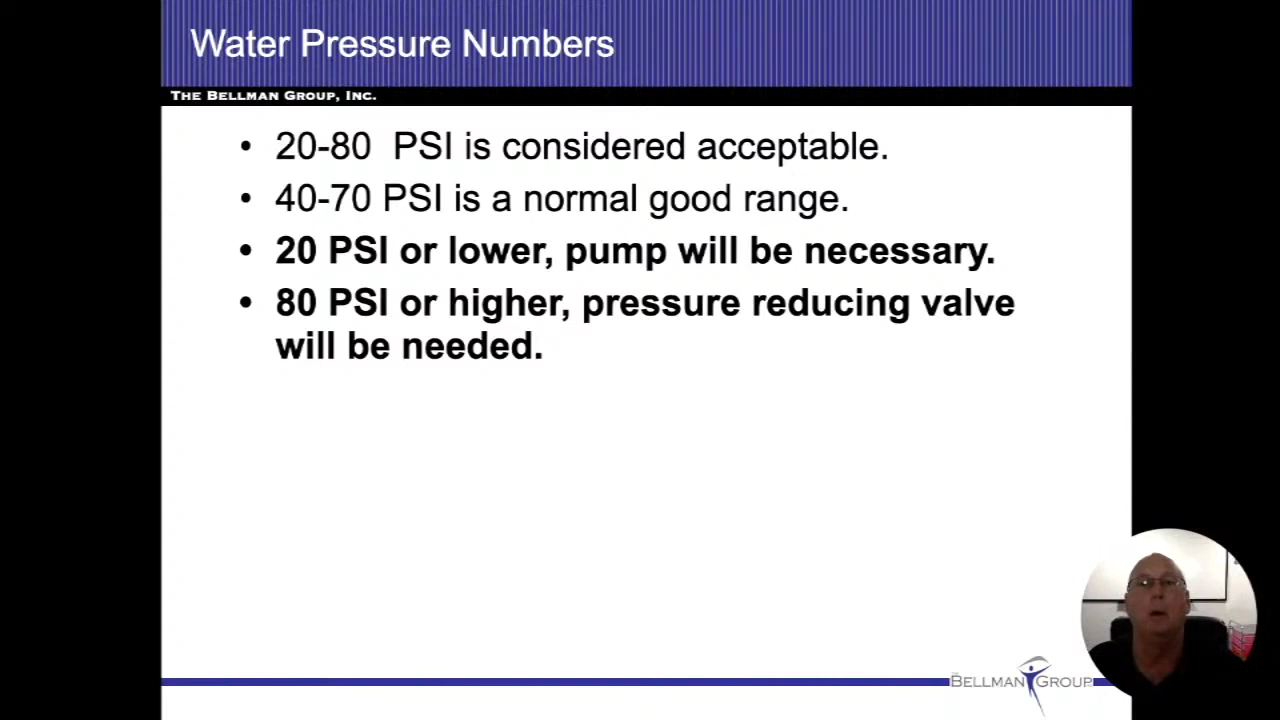 Water Pressure Numbers
THE BELLMAN GROUP, INC.
• 20-80  PSI is considered acceptable.
• 40-70 PSI is a normal good range.
• 20 PSI or lower, pump will be necessary.
• 80 PSI or higher, pressure reducing valve
will be needed.
THE BELLMAN GROUP